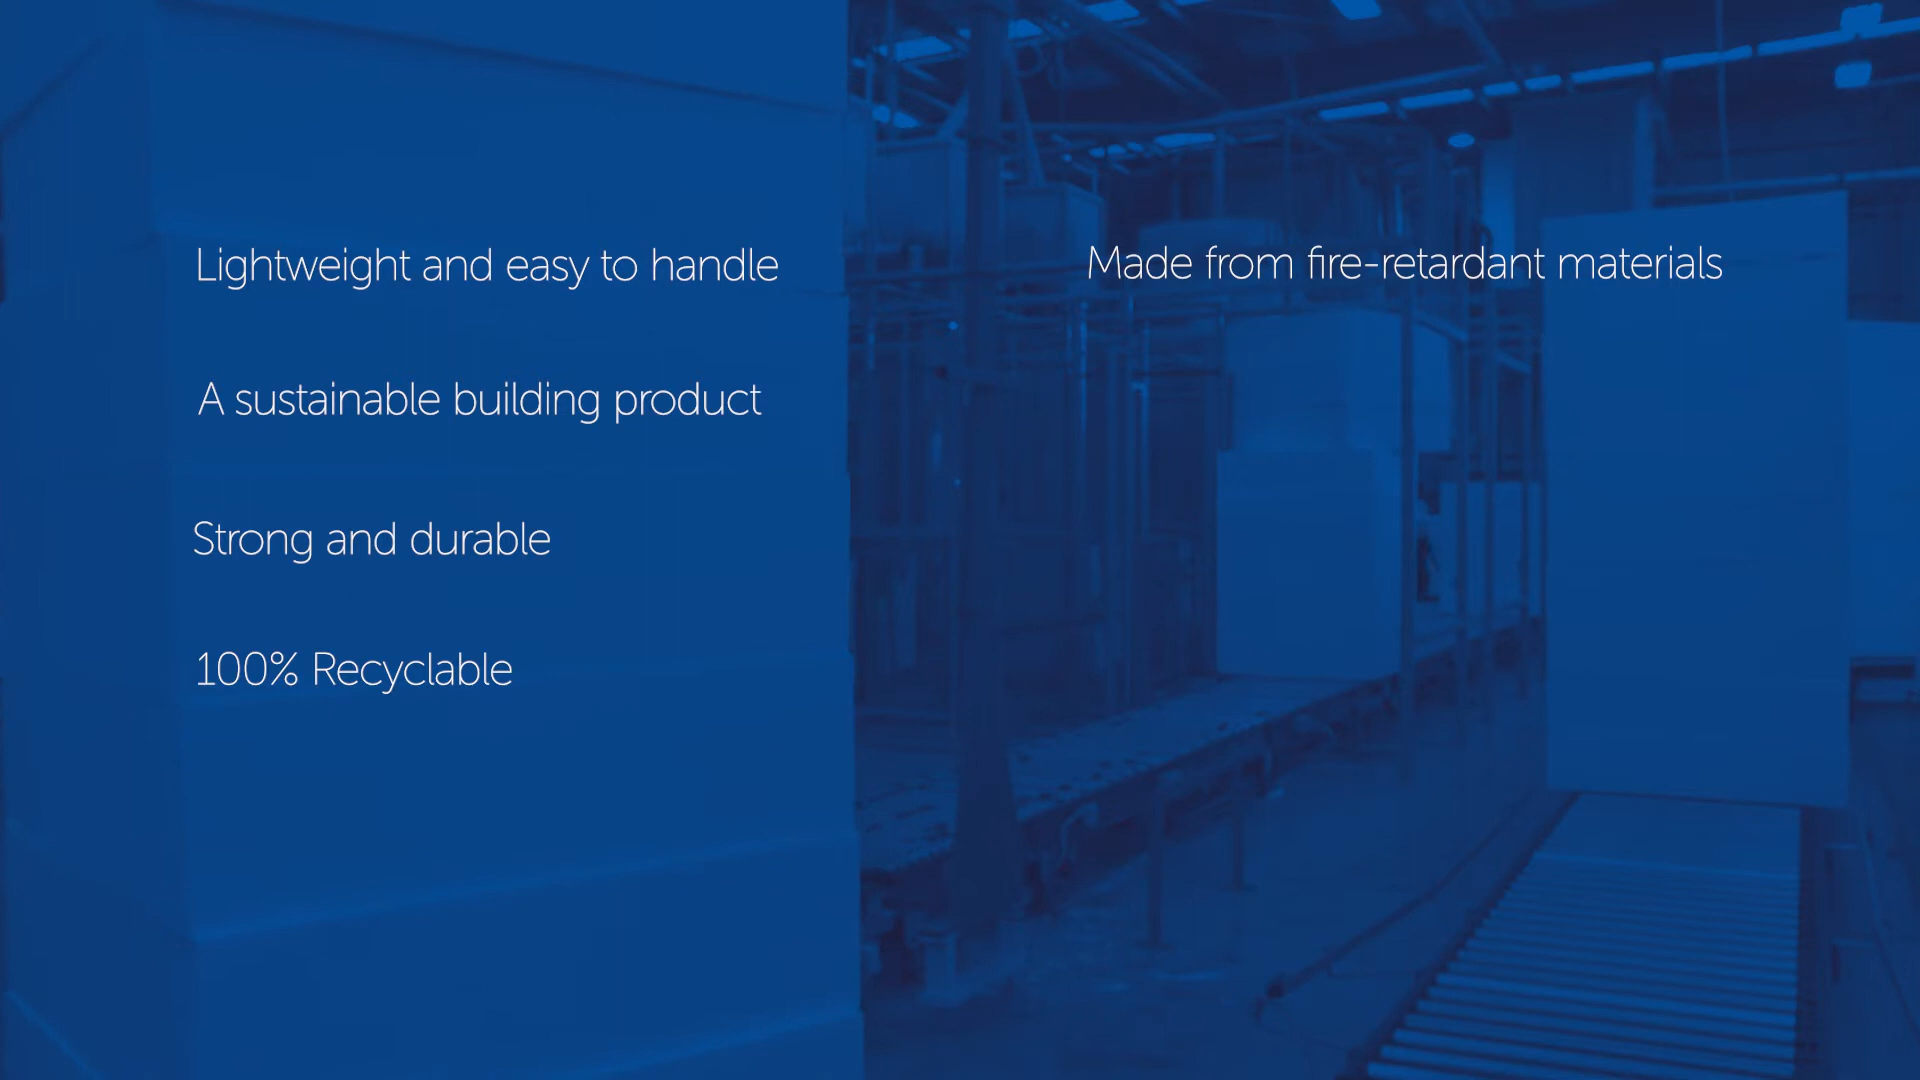 Lightweight and easy to handle
A sustainable building product
Strong and durable
100% Recyclable
Made from fire-retardant materials